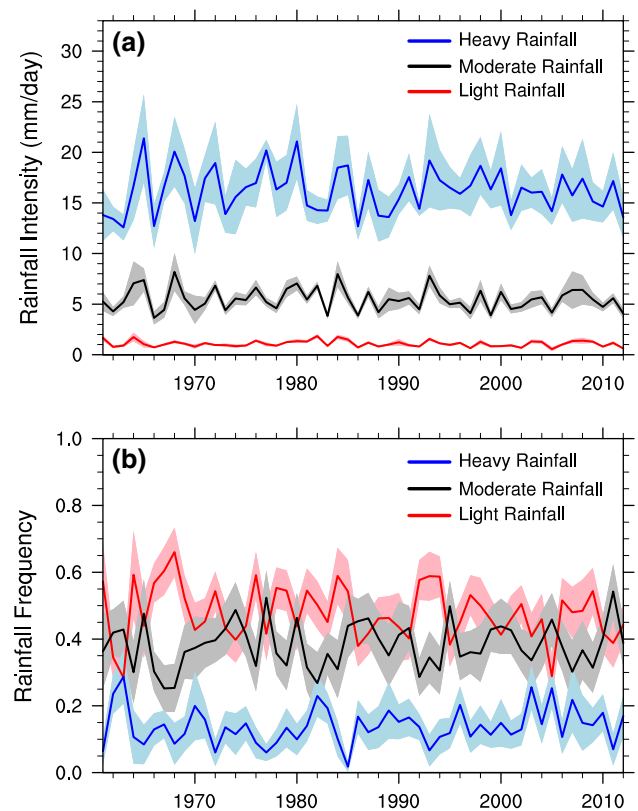 (a)
Heavy Rainfall
Moderate Rainfall
Light Rainfall
Rainfall Intensity (mm/day)
30
25
20
15
10
5
0
1970 1980 1990 2000 2010
(b)
Heavy Rainfall
Moderate Rainfall
Light Rainfall
Rainfall Frequency
1.0
0.8
0.6
0.4
0.2
0.0
1970 1980 1990 2000 2010